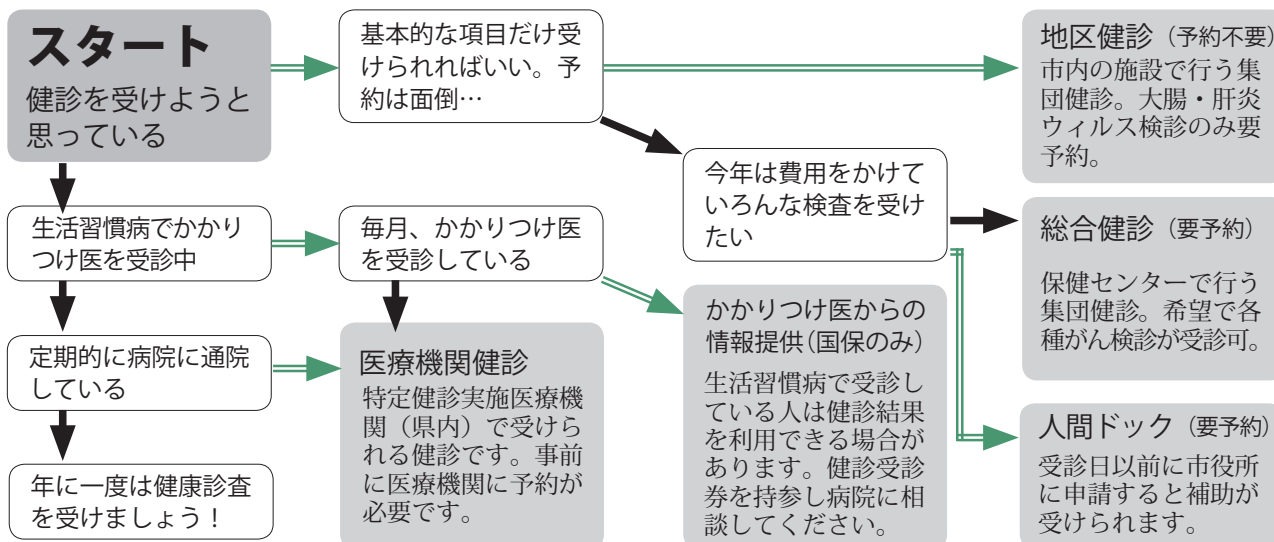 スタート
健診を受けようと
思っている
基本的な項目だけ受
けられればいい。予
約は面倒…
地区健診（予約不要）
市内の施設で行う集
団健診。大腸・肝炎
ウィルス検診のみ要
予約。
今年は費用をかけて
いろんな検査を受け
たい
生活習慣病でかかり
つけ医を受診中
毎月、かかりつけ医
を受診している
総合健診（要予約）
保健センターで行う
集団健診。希望で各
種がん検診が受診可。
かかりつけ医からの
情報提供（国保のみ）
生活習慣病で受診し
ている人は健診結果
を利用できる場合が
あります。健診受診
券を持参し病院に相
談してください。
定期的に病院に通院
している
医療機関健診
特定健診実施医療機
関（県内）で受けら
れる健診です。事前
に医療機関に予約が
必要です。
人間ドック（要予約）
受診日以前に市役所
に申請すると補助が
受けられます。
年に一度は健康診査
を受けましょう！